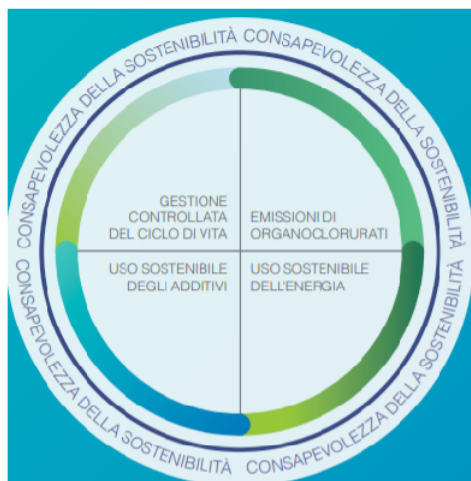 CONSAPEVOLEZZA DELLA SOSTENIBILITÀ
CONSAPEVOLEZZA DELLA SOSTENIBILITÀ
GESTIONE
CONTROLLATA
DEL CICLO DI VITA
EMISSIONI DI
ORGANOCLORURATI
USO SOSTENIBILE
DEGLI ADDITIVI
USO SOSTENIBILE
DELL'ENERGIA
CONSAPEVOLEZZA DELLA SOSTENIBILITÀ
CONSAPEVOLEZZA DELLA SOSTENIBILITÀ